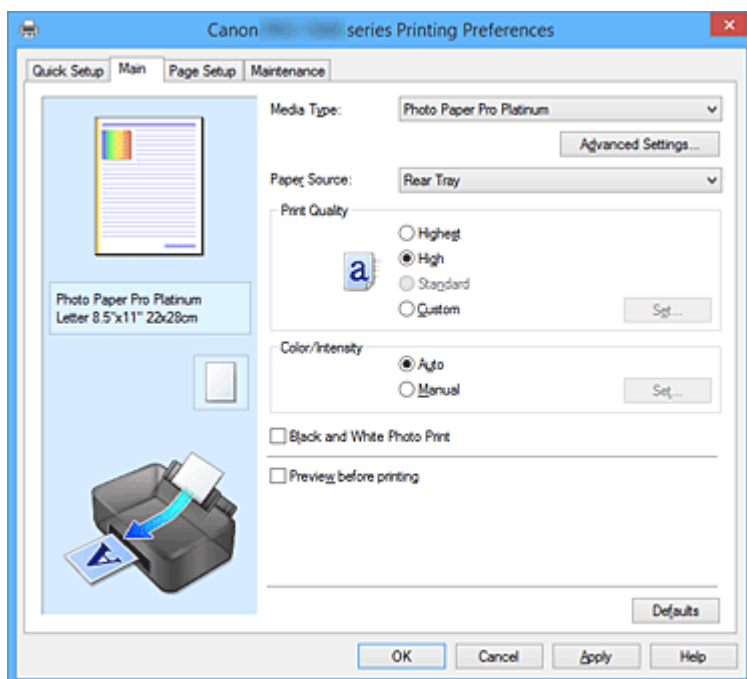 Canon series Printing Preferences
Quick Setup Main Page Setup Maintenance
Media Type: Photo Paper Pro Platinum
Advanced Settings...
Paper Source: Rear Tray
Print Quality
Highest
a High
Standard
Custom Set...
Photo Paper Pro Platinum
Letter 8.5"x11" 22x28cm
Color/Intensity
Auto
Manual Set...
Black and White Photo Print
Preview before printing
A
Defaults
OK Cancel Apply Help